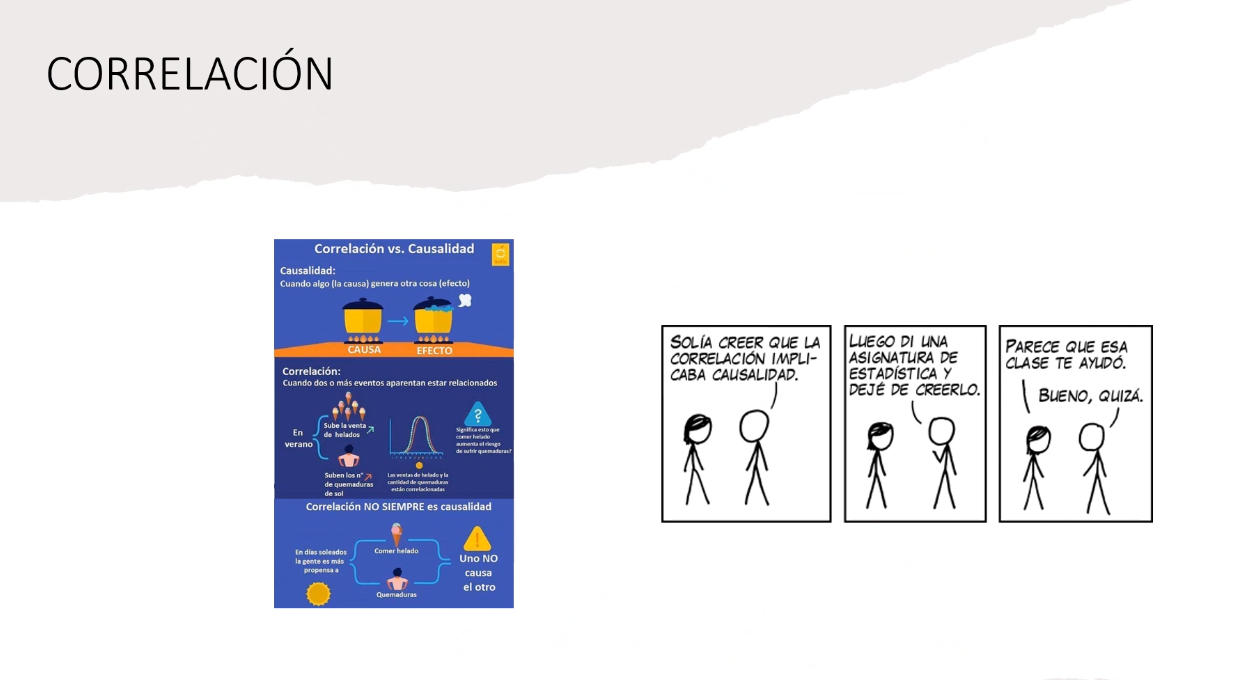 CORRELACIÓN
Correlación vs. Causalidad
Causalidad:
Cuando algo (la causa) genera otra cosa (efecto)
CAUSA
EFECTO
Correlación:
Cuando dos o más eventos aparentan estar relacionados
En
verano
Sube la venta
de helados
Suben los n°
de quemaduras
de sol
Las ventas de helado y la
cantidad de quemaduras
están correlacionadas
?
Significa esto que
comer helado
aumenta el riesgo
de sufrir quemaduras?
Correlación NO SIEMPRE es causalidad
En días soleados
la gente es más
propensa a
Comer helado
Quemaduras
!
Uno NO
causa
el otro
SOLÍA CREER QUE LA
CORRELACIÓN IMPLI-
CABA CAUSALIDAD.
LUEGO DI UNA
ASIGNATURA DE
ESTADÍSTICA Y
DEJÉ DE CREERLO.
PARECE QUE ESA
CLASE TE AYUDÓ.
BUENO, QUIZÁ.